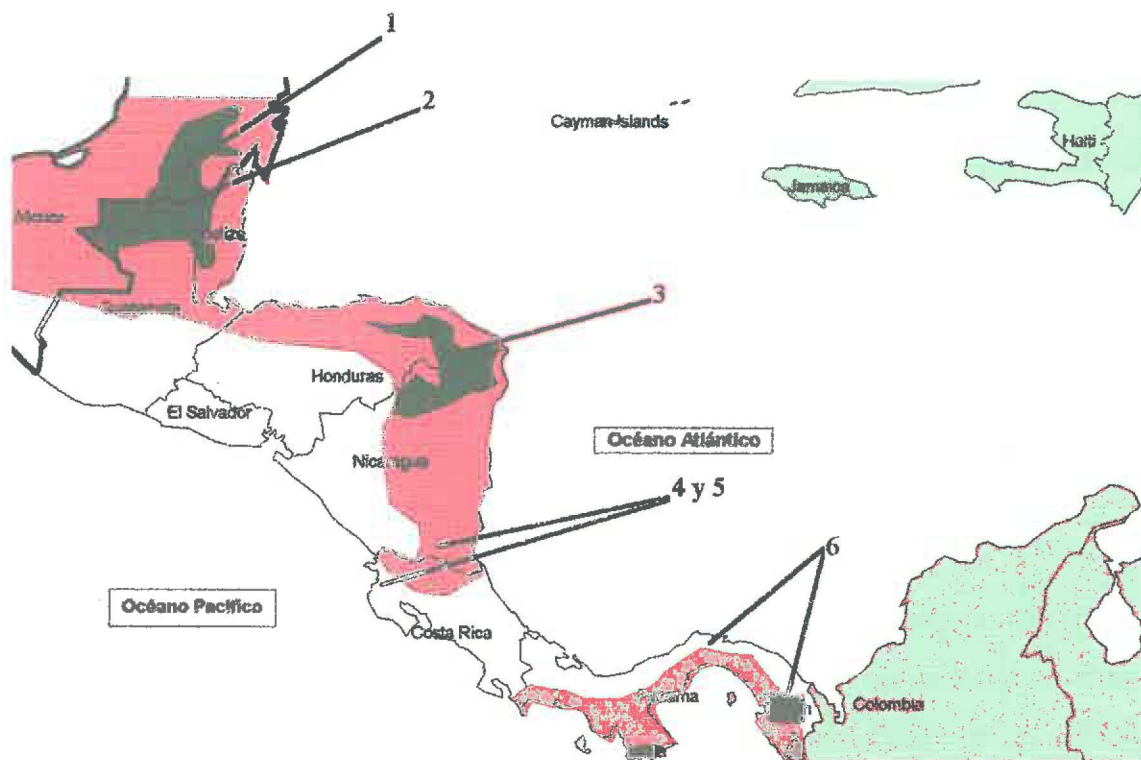 1
2
Cayman Islands
Haiti
Jamaica
Mexico
3
Honduras
El Salvador
Océano Atlántico
Nicaragua
4 y 5
6
Océano Pacífico
Costa Rica
Colombia